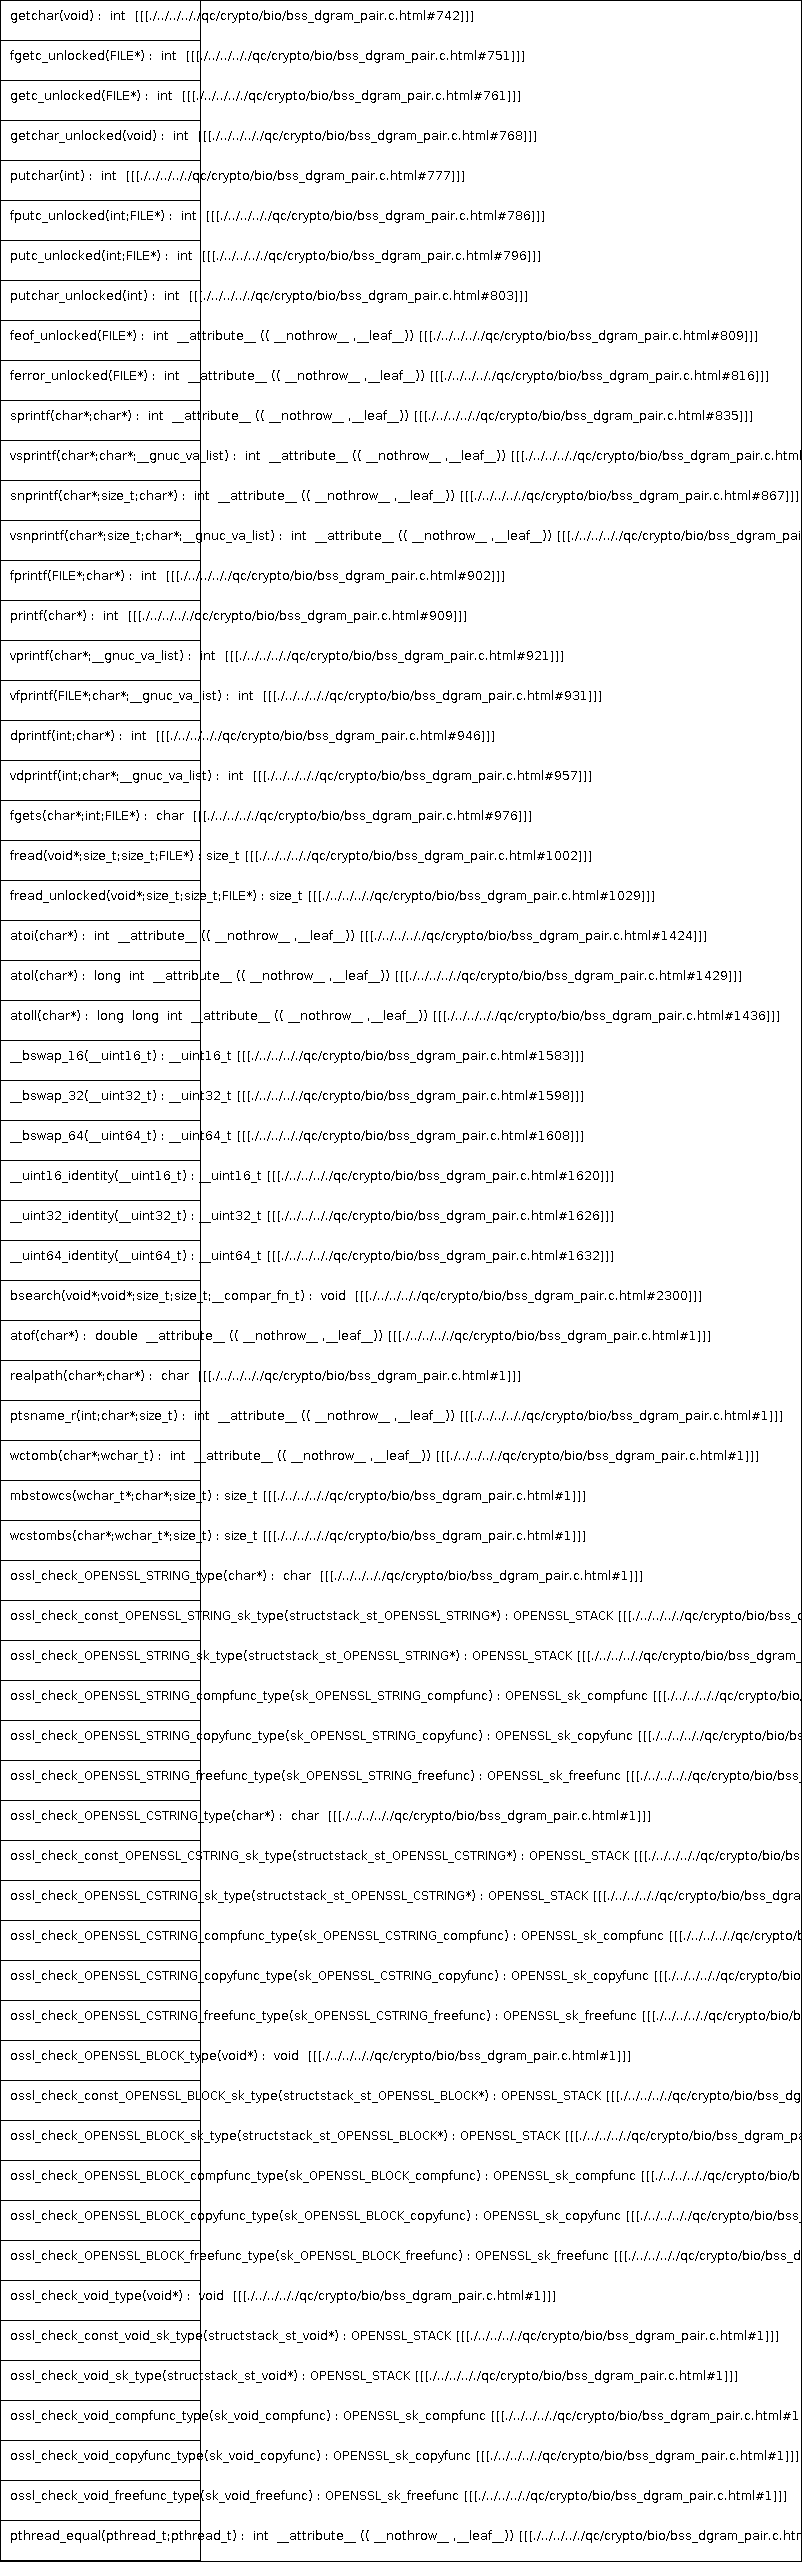 getchar(void) :  int  [[[./../../../../qc/crypto/bio/bss_dgram_pair.c.html#742]]]
fgetc_unlocked(FILE*) :  int  [[[./../../../../qc/crypto/bio/bss_dgram_pair.c.html#751]]]
getc_unlocked(FILE*) :  int  [[[./../../../../qc/crypto/bio/bss_dgram_pair.c.html#761]]]
getchar_unlocked(void) :  int  [[[./../../../../qc/crypto/bio/bss_dgram_pair.c.html#768]]]
putchar(int) :  int  [[[./../../../../qc/crypto/bio/bss_dgram_pair.c.html#777]]]
fputc_unlocked(int;FILE*) :  int  [[[./../../../../qc/crypto/bio/bss_dgram_pair.c.html#786]]]
putc_unlocked(int;FILE*) :  int  [[[./../../../../qc/crypto/bio/bss_dgram_pair.c.html#796]]]
putchar_unlocked(int) :  int  [[[./../../../../qc/crypto/bio/bss_dgram_pair.c.html#803]]]
feof_unlocked(FILE*) :  int  __attribute__ (( __nothrow__ ,__leaf__)) [[[./../../../../qc/crypto/bio/bss_dgram_pair.c.html#809]]]
ferror_unlocked(FILE*) :  int  __attribute__ (( __nothrow__ ,__leaf__)) [[[./../../../../qc/crypto/bio/bss_dgram_pair.c.html#816]]]
sprintf(char*;char*) :  int  __attribute__ (( __nothrow__ ,__leaf__)) [[[./../../../../qc/crypto/bio/bss_dgram_pair.c.html#835]]]
vsprintf(char*;char*;__gnuc_va_list) :  int  __attribute__ (( __nothrow__ ,__leaf__)) [[[./../../../../qc/crypto/bio/bss_dgram_pair.c.html
snprintf(char*;size_t;char*) :  int  __attribute__ (( __nothrow__ ,__leaf__)) [[[./../../../../qc/crypto/bio/bss_dgram_pair.c.html#867]]]
vsnprintf(char*;size_t;char*;__gnuc_va_list) :  int  __attribute__ (( __nothrow__ ,__leaf__)) [[[./../../../../qc/crypto/bio/bss_dgram_pai
fprintf(FILE*;char*) :  int  [[[./../../../../qc/crypto/bio/bss_dgram_pair.c.html#902]]]
printf(char*) :  int  [[[./../../../../qc/crypto/bio/bss_dgram_pair.c.html#909]]]
vprintf(char*;__gnuc_va_list) :  int  [[[./../../../../qc/crypto/bio/bss_dgram_pair.c.html#921]]]
vfprintf(FILE*;char*;__gnuc_va_list) :  int  [[[./../../../../qc/crypto/bio/bss_dgram_pair.c.html#931]]]
dprintf(int;char*) :  int  [[[./../../../../qc/crypto/bio/bss_dgram_pair.c.html#946]]]
vdprintf(int;char*;__gnuc_va_list) :  int  [[[./../../../../qc/crypto/bio/bss_dgram_pair.c.html#957]]]
fgets(char*;int;FILE*) :  char  [[[./../../../../qc/crypto/bio/bss_dgram_pair.c.html#976]]]
fread(void*;size_t;size_t;FILE*) : size_t [[[./../../../../qc/crypto/bio/bss_dgram_pair.c.html#1002]]]
fread_unlocked(void*;size_t;size_t;FILE*) : size_t [[[./../../../../qc/crypto/bio/bss_dgram_pair.c.html#1029]]]
atoi(char*) :  int  __attribute__ (( __nothrow__ ,__leaf__)) [[[./../../../../qc/crypto/bio/bss_dgram_pair.c.html#1424]]]
atol(char*) :  long  int  __attribute__ (( __nothrow__ ,__leaf__)) [[[./../../../../qc/crypto/bio/bss_dgram_pair.c.html#1429]]]
atoll(char*) :  long  long  int  __attribute__ (( __nothrow__ ,__leaf__)) [[[./../../../../qc/crypto/bio/bss_dgram_pair.c.html#1436]]]
__bswap_16(__uint16_t) : __uint16_t [[[./../../../../qc/crypto/bio/bss_dgram_pair.c.html#1583]]]
__bswap_32(__uint32_t) : __uint32_t [[[./../../../../qc/crypto/bio/bss_dgram_pair.c.html#1598]]]
__bswap_64(__uint64_t) : __uint64_t [[[./../../../../qc/crypto/bio/bss_dgram_pair.c.html#1608]]]
__uint16_identity(__uint16_t) : __uint16_t [[[./../../../../qc/crypto/bio/bss_dgram_pair.c.html#1620]]]
__uint32_identity(__uint32_t) : __uint32_t [[[./../../../../qc/crypto/bio/bss_dgram_pair.c.html#1626]]]
__uint64_identity(__uint64_t) : __uint64_t [[[./../../../../qc/crypto/bio/bss_dgram_pair.c.html#1632]]]
bsearch(void*;void*;size_t;size_t;__compar_fn_t) :  void  [[[./../../../../qc/crypto/bio/bss_dgram_pair.c.html#2300]]]
atof(char*) :  double  __attribute__ (( __nothrow__ ,__leaf__)) [[[./../../../../qc/crypto/bio/bss_dgram_pair.c.html#1]]]
realpath(char*;char*) :  char  [[[./../../../../qc/crypto/bio/bss_dgram_pair.c.html#1]]]
ptsname_r(int;char*;size_t) :  int  __attribute__ (( __nothrow__ ,__leaf__)) [[[./../../../../qc/crypto/bio/bss_dgram_pair.c.html#1]]]
wctomb(char*;wchar_t) :  int  __attribute__ (( __nothrow__ ,__leaf__)) [[[./../../../../qc/crypto/bio/bss_dgram_pair.c.html#1]]]
mbstowcs(wchar_t*;char*;size_t) : size_t [[[./../../../../qc/crypto/bio/bss_dgram_pair.c.html#1]]]
wcstombs(char*;wchar_t*;size_t) : size_t [[[./../../../../qc/crypto/bio/bss_dgram_pair.c.html#1]]]
ossl_check_OPENSSL_STRING_type(char*) :  char  [[[./../../../../qc/crypto/bio/bss_dgram_pair.c.html#1]]]
ossl_check_const_OPENSSL_STRING_sk_type(structstack_st_OPENSSL_STRING*) : OPENSSL_STACK [[[./../../../../qc/crypto/bio/bss_d
ossl_check_OPENSSL_STRING_sk_type(structstack_st_OPENSSL_STRING*) : OPENSSL_STACK [[[./../../../../qc/crypto/bio/bss_dgram_
ossl_check_OPENSSL_STRING_compfunc_type(sk_OPENSSL_STRING_compfunc) : OPENSSL_sk_compfunc [[[./../../../../qc/crypto/bio/
ossl_check_OPENSSL_STRING_copyfunc_type(sk_OPENSSL_STRING_copyfunc) : OPENSSL_sk_copyfunc [[[./../../../../qc/crypto/bio/bs
ossl_check_OPENSSL_STRING_freefunc_type(sk_OPENSSL_STRING_freefunc) : OPENSSL_sk_freefunc [[[./../../../../qc/crypto/bio/bss_
ossl_check_OPENSSL_CSTRING_type(char*) :  char  [[[./../../../../qc/crypto/bio/bss_dgram_pair.c.html#1]]]
ossl_check_const_OPENSSL_CSTRING_sk_type(structstack_st_OPENSSL_CSTRING*) : OPENSSL_STACK [[[./../../../../qc/crypto/bio/bs
ossl_check_OPENSSL_CSTRING_sk_type(structstack_st_OPENSSL_CSTRING*) : OPENSSL_STACK [[[./../../../../qc/crypto/bio/bss_dgra
ossl_check_OPENSSL_CSTRING_compfunc_type(sk_OPENSSL_CSTRING_compfunc) : OPENSSL_sk_compfunc [[[./../../../../qc/crypto/b
ossl_check_OPENSSL_CSTRING_copyfunc_type(sk_OPENSSL_CSTRING_copyfunc) : OPENSSL_sk_copyfunc [[[./../../../../qc/crypto/bio
ossl_check_OPENSSL_CSTRING_freefunc_type(sk_OPENSSL_CSTRING_freefunc) : OPENSSL_sk_freefunc [[[./../../../../qc/crypto/bio/b
ossl_check_OPENSSL_BLOCK_type(void*) :  void  [[[./../../../../qc/crypto/bio/bss_dgram_pair.c.html#1]]]
ossl_check_const_OPENSSL_BLOCK_sk_type(structstack_st_OPENSSL_BLOCK*) : OPENSSL_STACK [[[./../../../../qc/crypto/bio/bss_dg
ossl_check_OPENSSL_BLOCK_sk_type(structstack_st_OPENSSL_BLOCK*) : OPENSSL_STACK [[[./../../../../qc/crypto/bio/bss_dgram_pa
ossl_check_OPENSSL_BLOCK_compfunc_type(sk_OPENSSL_BLOCK_compfunc) : OPENSSL_sk_compfunc [[[./../../../../qc/crypto/bio/b
ossl_check_OPENSSL_BLOCK_copyfunc_type(sk_OPENSSL_BLOCK_copyfunc) : OPENSSL_sk_copyfunc [[[./../../../../qc/crypto/bio/bss_
ossl_check_OPENSSL_BLOCK_freefunc_type(sk_OPENSSL_BLOCK_freefunc) : OPENSSL_sk_freefunc [[[./../../../../qc/crypto/bio/bss_d
ossl_check_void_type(void*) :  void  [[[./../../../../qc/crypto/bio/bss_dgram_pair.c.html#1]]]
ossl_check_const_void_sk_type(structstack_st_void*) : OPENSSL_STACK [[[./../../../../qc/crypto/bio/bss_dgram_pair.c.html#1]]]
ossl_check_void_sk_type(structstack_st_void*) : OPENSSL_STACK [[[./../../../../qc/crypto/bio/bss_dgram_pair.c.html#1]]]
ossl_check_void_compfunc_type(sk_void_compfunc) : OPENSSL_sk_compfunc [[[./../../../../qc/crypto/bio/bss_dgram_pair.c.html#1
ossl_check_void_copyfunc_type(sk_void_copyfunc) : OPENSSL_sk_copyfunc [[[./../../../../qc/crypto/bio/bss_dgram_pair.c.html#1]]]
ossl_check_void_freefunc_type(sk_void_freefunc) : OPENSSL_sk_freefunc [[[./../../../../qc/crypto/bio/bss_dgram_pair.c.html#1]]]
pthread_equal(pthread_t;pthread_t) :  int  __attribute__ (( __nothrow__ ,__leaf__)) [[[./../../../../qc/crypto/bio/bss_dgram_pair.c.htm